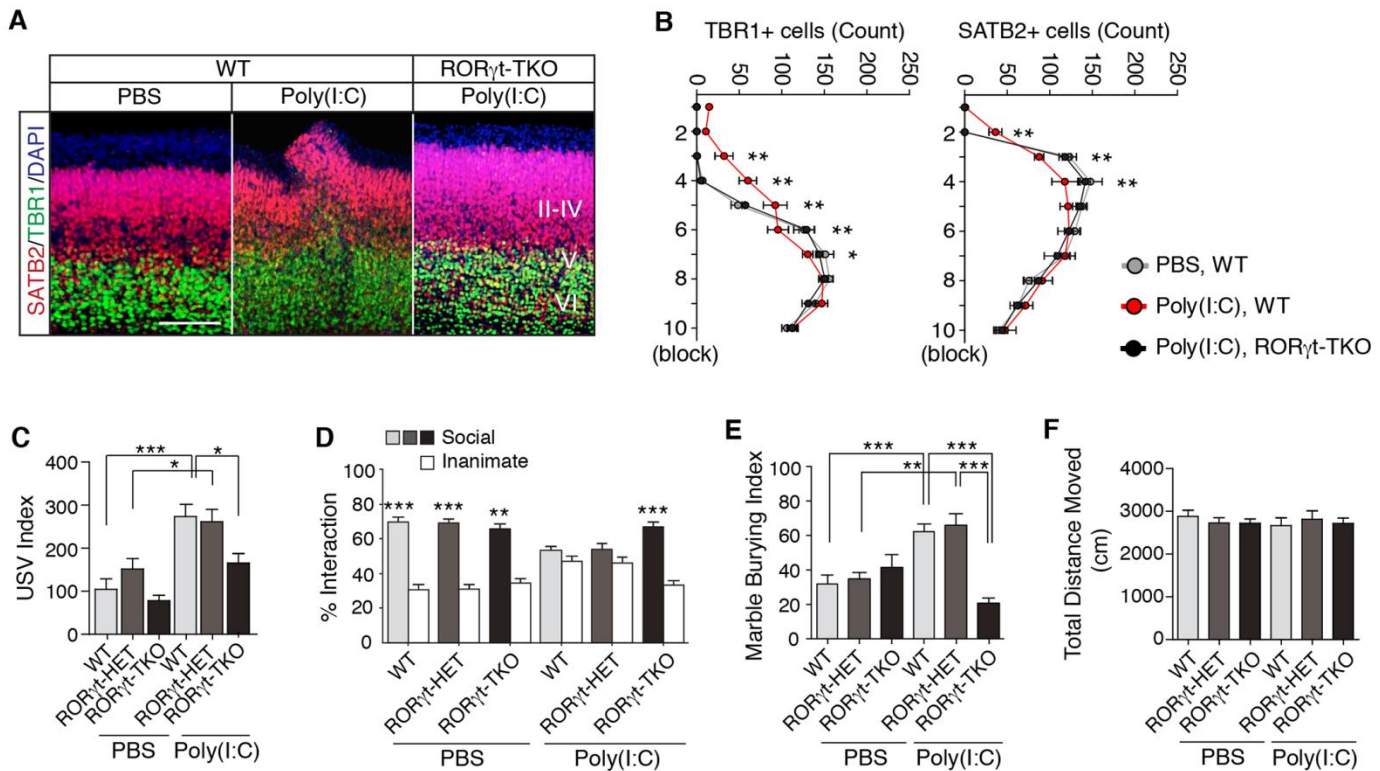 A
WT
RORγt-TKO
PBS
Poly(I:C)
Poly(I:C)
SATB2/TBR1/DAPI
II-IV
V
VI
B
TBR1+ cells (Count)
0 50 100 150 200 250
2
4
6
8
10
(block)
**
**
**
**
*
SATB2+ cells (Count)
0 50 100 150 200 250
2
4
6
8
10
(block)
**
**
**
PBS, WT
Poly(I:C), WT
Poly(I:C), RORγt-TKO
C
USV Index
400
300
200
100
0
*** *
*
WT
RORγt-HET
RORγt-TKO
WT
RORγt-HET
RORγt-TKO
PBS Poly(I:C)
D
Social
Inanimate
% Interaction
100
80
60
40
20
0
*** *** ** ***
WT
RORγt-HET
RORγt-TKO
WT
RORγt-HET
RORγt-TKO
PBS Poly(I:C)
E
Marble Burying Index
100
80
60
40
20
0
*** ***
** ***
WT
RORγt-HET
RORγt-TKO
WT
RORγt-HET
RORγt-TKO
PBS Poly(I:C)
F
Total Distance Moved
(cm)
4000
3000
2000
1000
0
WT
RORγt-HET
RORγt-TKO
WT
RORγt-HET
RORγt-TKO
PBS Poly(I:C)